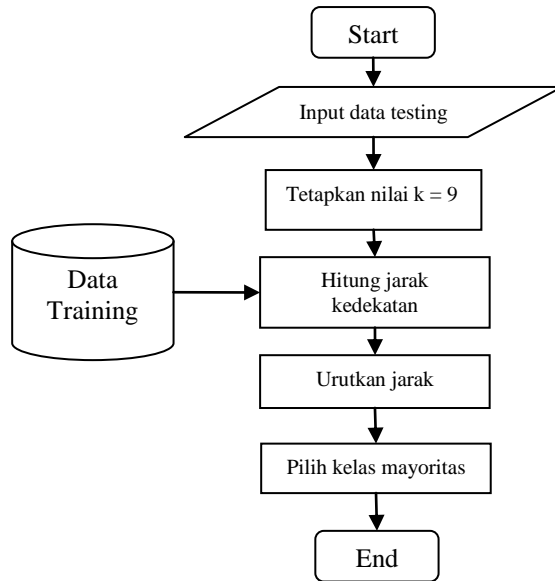 Start
Input data testing
Tetapkan nilai k = 9
Data
Training
Hitung jarak
kedekatan
Urutkan jarak
Pilih kelas mayoritas
End